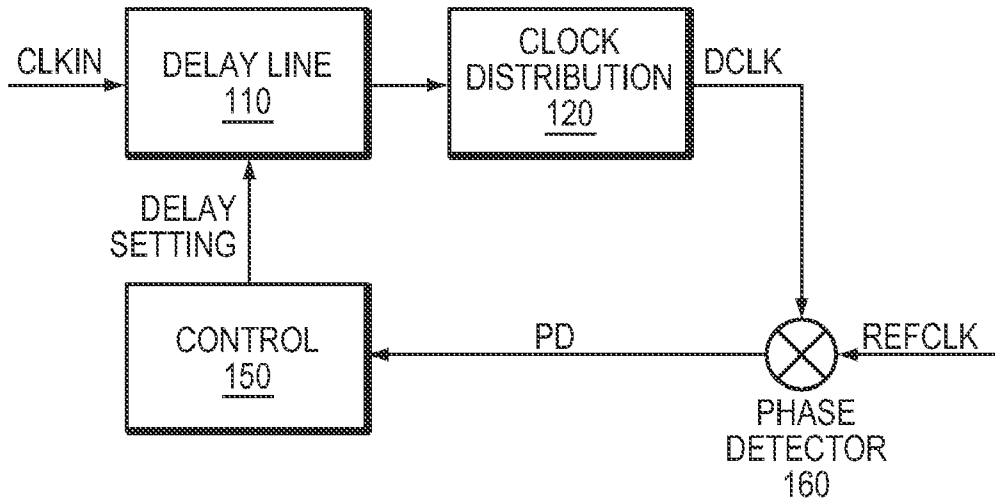 CLKIN
DELAY LINE
110
CLOCK
DISTRIBUTION
120
DCLK
DELAY
SETTING
CONTROL
150
PD
REFCLK
PHASE
DETECTOR
160